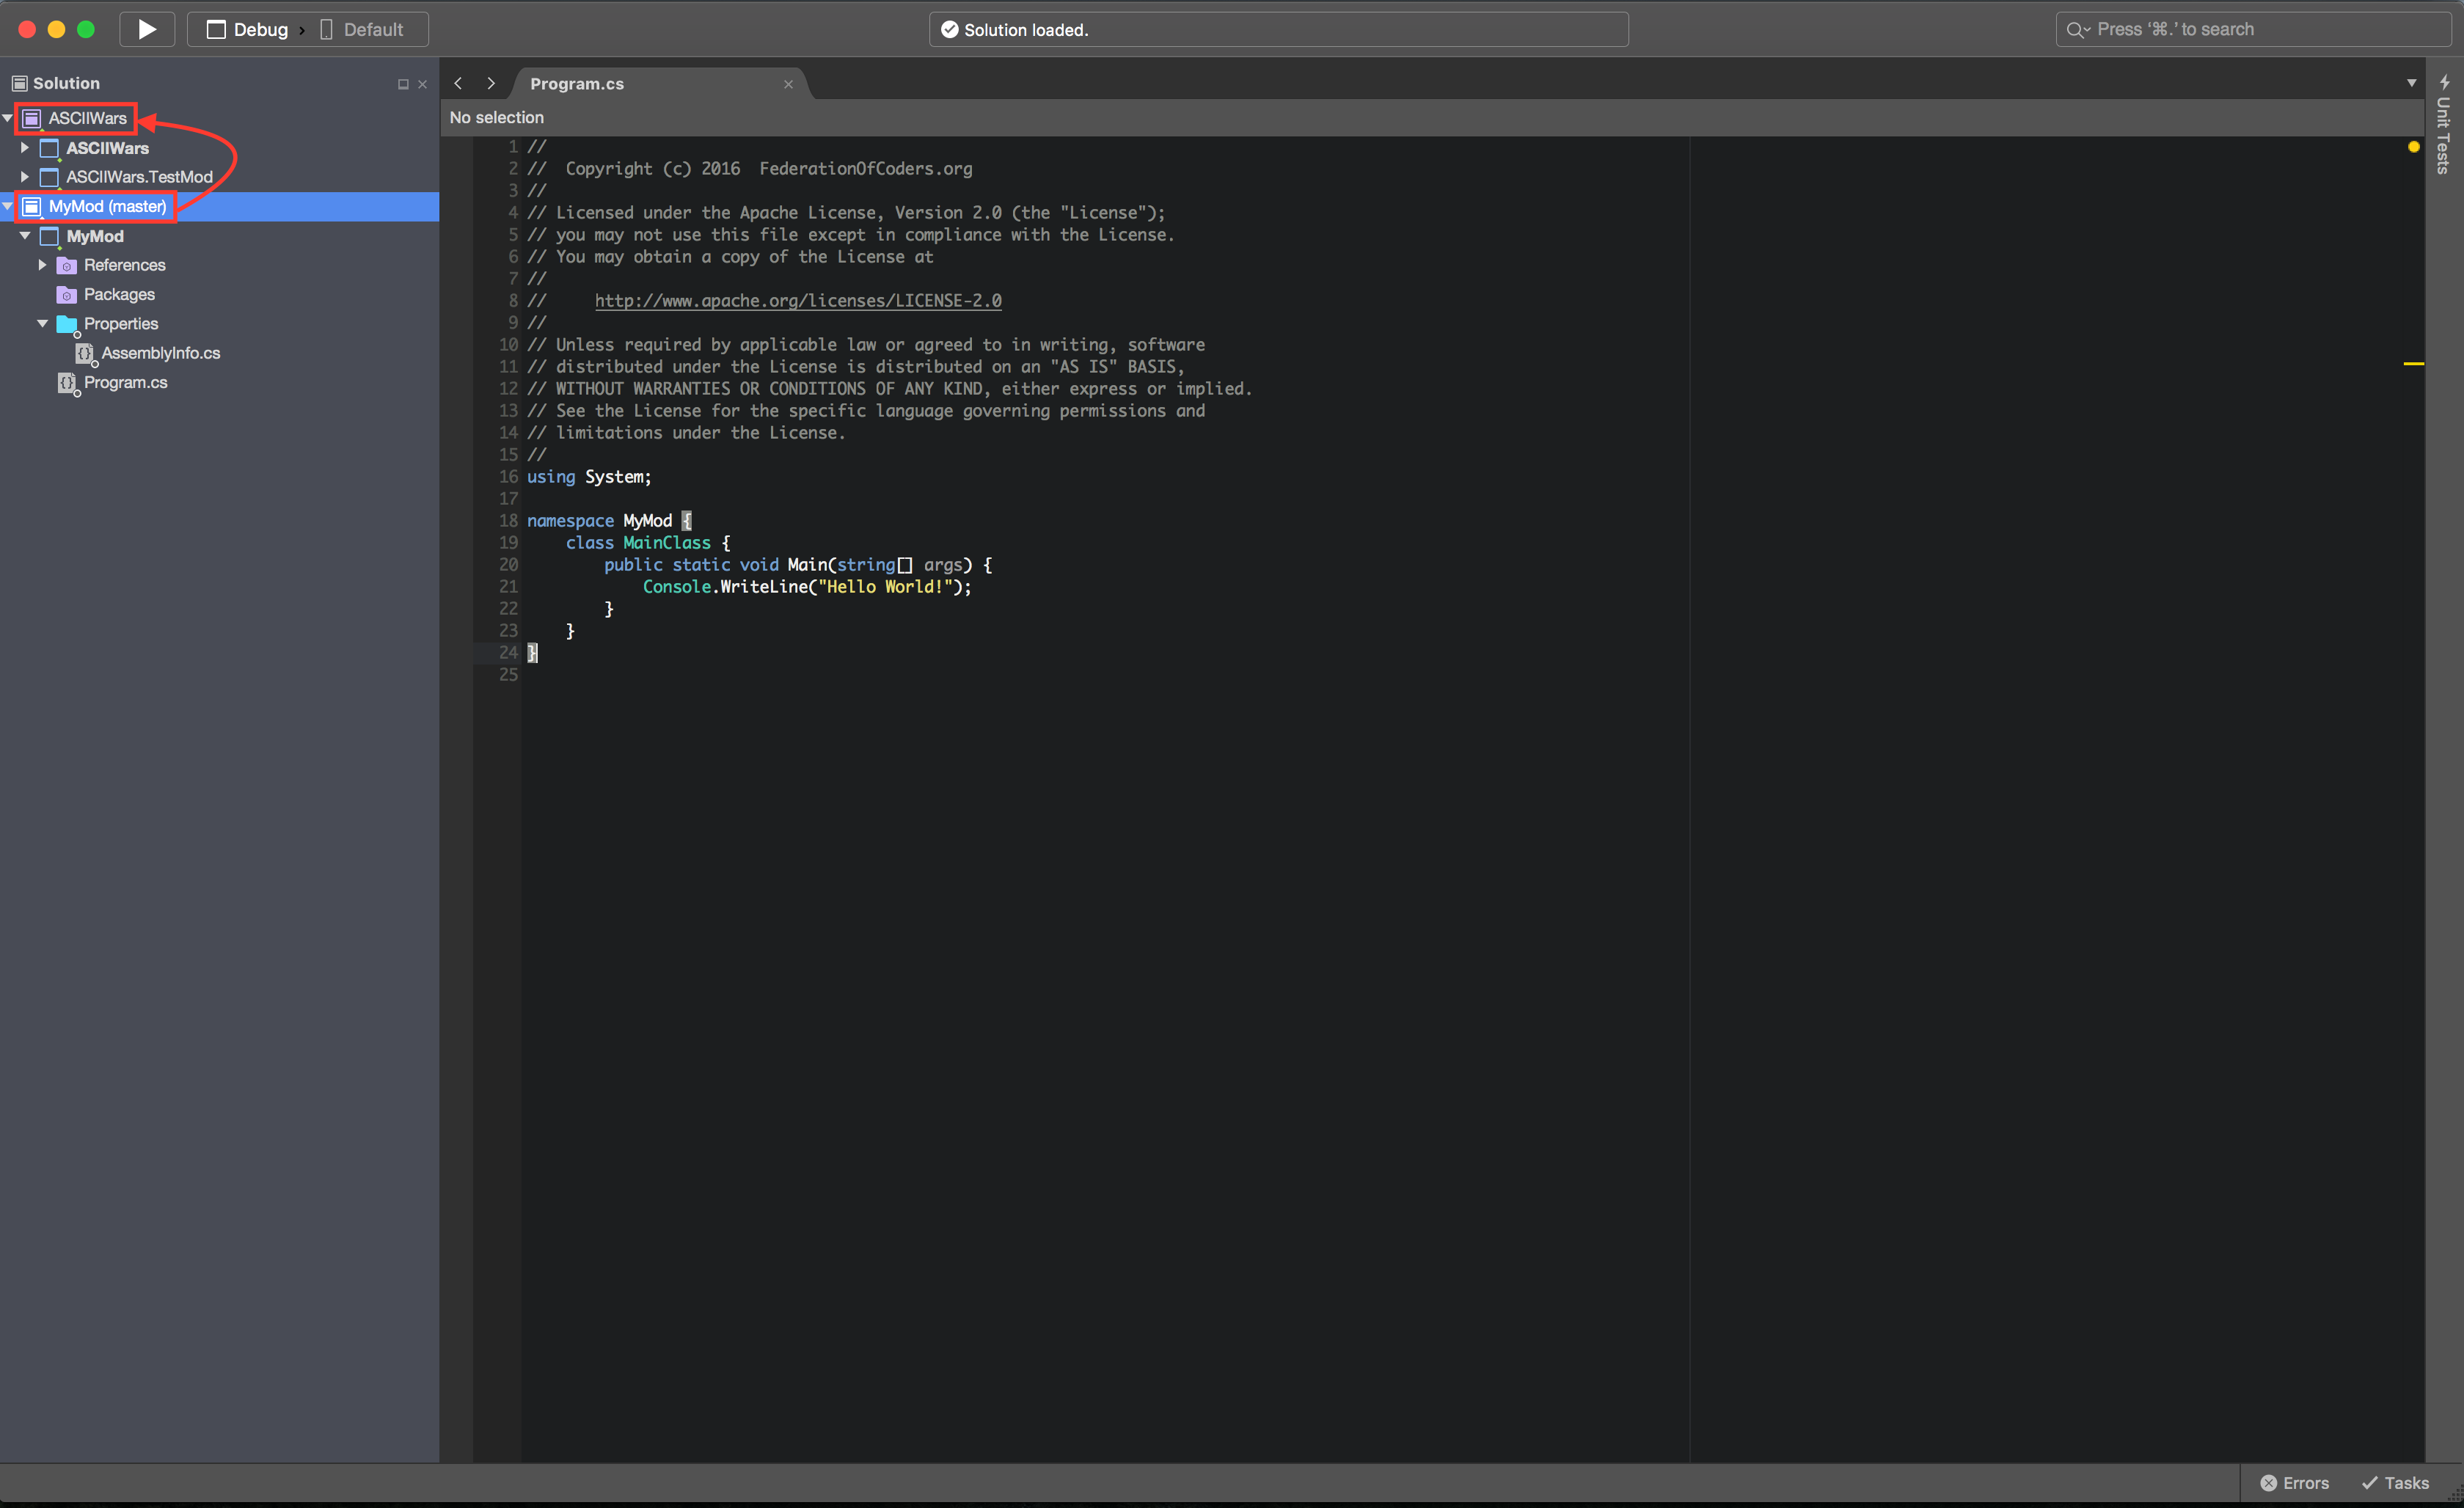 Debug › Default
Solution loaded.
Press ‘⌘.’ to search
Solution
ASCIIWars
ASCIIWars
ASCIIWars.TestMod
MyMod (master)
MyMod
References
Packages
Properties
AssemblyInfo.cs
Program.cs
Program.cs
No selection
1 //
2 //  Copyright (c) 2016  FederationOfCoders.org
3 //
4 // Licensed under the Apache License, Version 2.0 (the "License");
5 // you may not use this file except in compliance with the License.
6 // You may obtain a copy of the License at
7 //
8 //     http://www.apache.org/licenses/LICENSE-2.0
9 //
10 // Unless required by applicable law or agreed to in writing, software
11 // distributed under the License is distributed on an "AS IS" BASIS,
12 // WITHOUT WARRANTIES OR CONDITIONS OF ANY KIND, either express or implied.
13 // See the License for the specific language governing permissions and
14 // limitations under the License.
15 //
16 using System;
17
18 namespace MyMod {
19     class MainClass {
20         public static void Main(string[] args) {
21             Console.WriteLine("Hello World!");
22         }
23     }
24 }
25
Unit Tests
Errors
Tasks